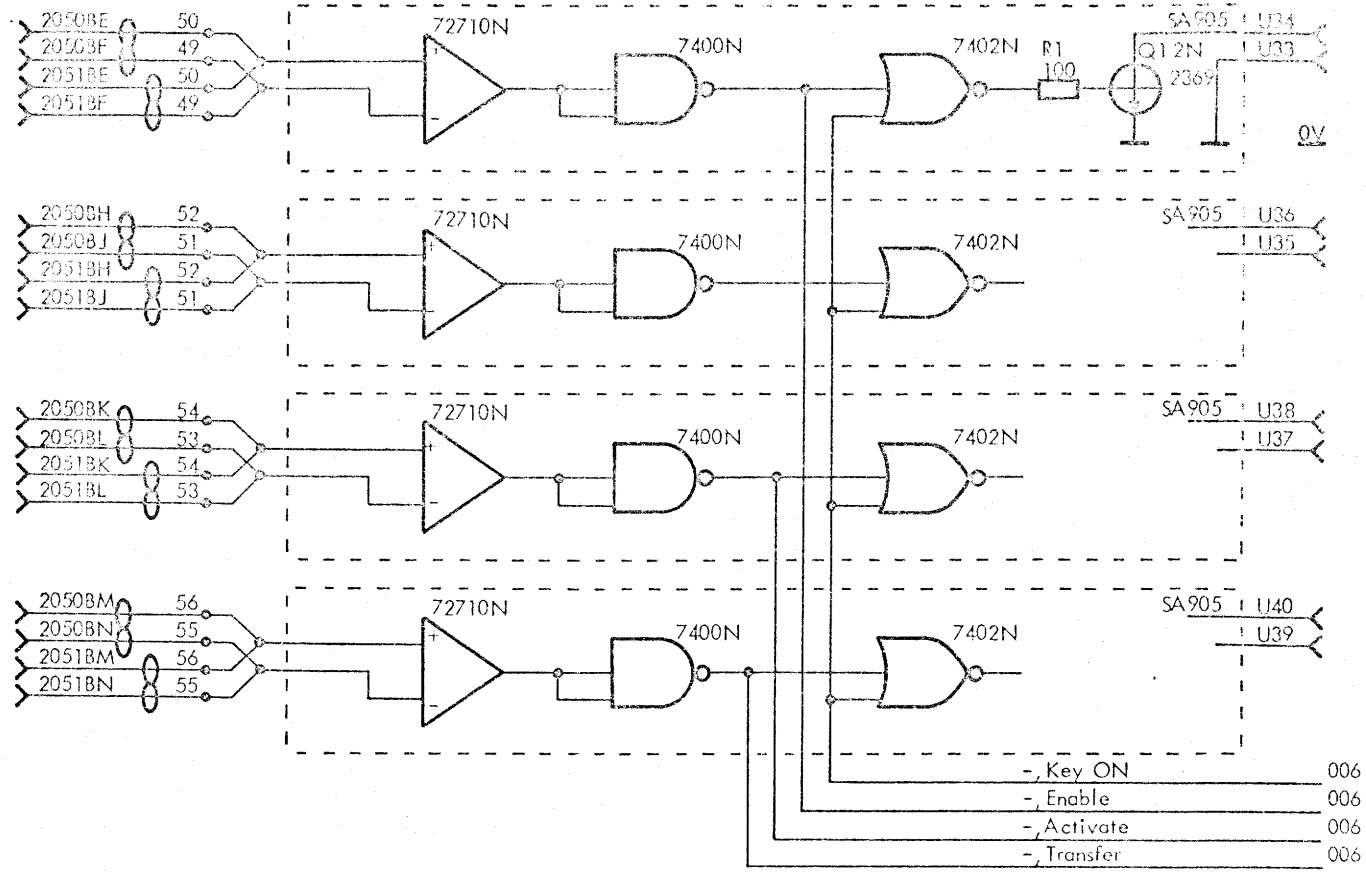 2050BE 50 72710N 7400N 7402N R1 100 Q1 2N 2369 SA905 U34
2050BF 49 U33
2051BE 50
2051BF 49
0V
+
-
2050BH 52 72710N 7400N 7402N SA905 U36
2050BJ 51 U35
2051BH 52
2051BJ 51
+
-
2050BK 54 72710N 7400N 7402N SA905 U38
2050BL 53 U37
2051BK 54
2051BL 53
+
-
2050BM 56 72710N 7400N 7402N SA905 U40
2050BN 55 U39
2051BM 56
2051BN 55
+
-
-,Key ON 006
-,Enable 006
-,Activate 006
-,Transfer 006